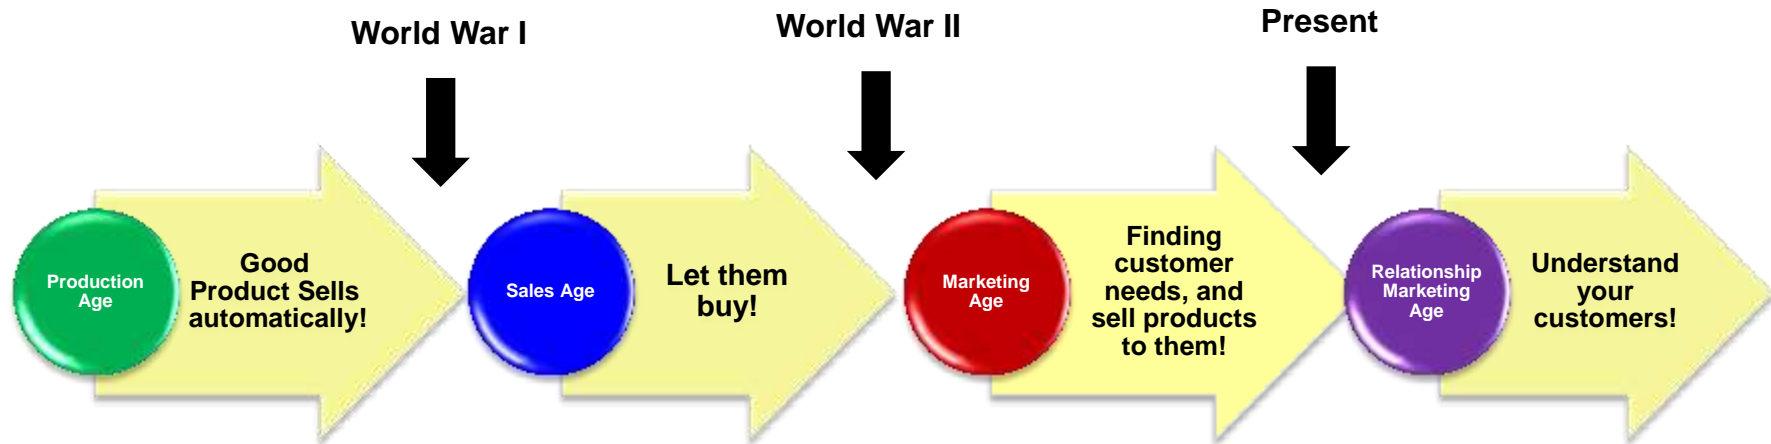 World War I
World War II
Present
Production
Age
Good
Product Sells
automatically!
Sales Age
Let them
buy!
Marketing
Age
Finding
customer
needs, and
sell products
to them!
Relationship
Marketing
Age
Understand
your
customers!